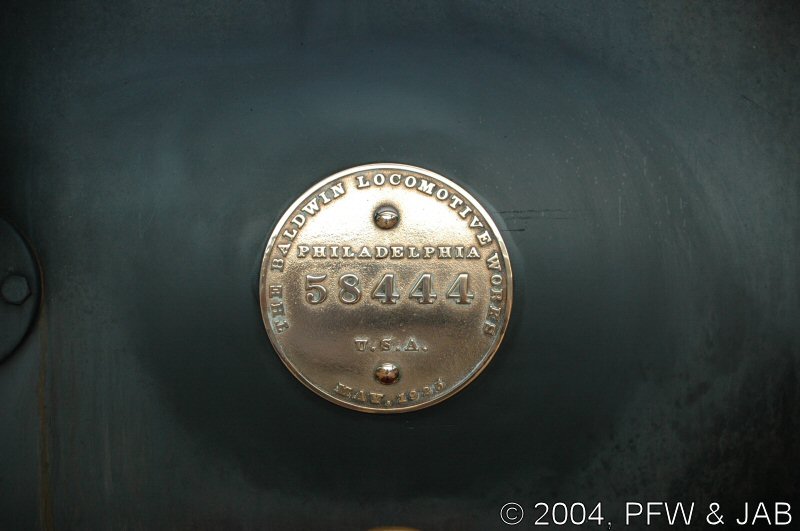 THE BALDWIN LOCOMOTIVE WORKS
PHILADELPHIA
58444
U.S.A.
MAY, 1925
© 2004, PFW & JAB